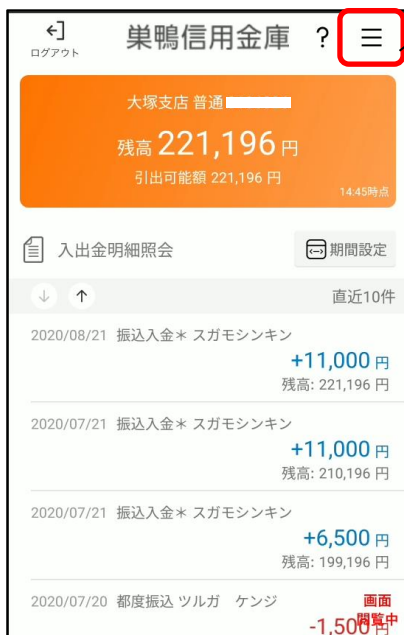 巣鴨信用金庫 ?
ログアウト
大塚支店 普通
残高 221,196 円
引出可能額 221,196 円
14:45時点
入出金明細照会
期間設定
直近10件
2020/08/21 振込入金＊ スガモシンキン
+11,000 円
残高: 221,196 円
2020/07/21 振込入金＊ スガモシンキン
+11,000 円
残高: 210,196 円
2020/07/21 振込入金＊ スガモシンキン
+6,500 円
残高: 199,196 円
2020/07/20 都度振込 ツルガ ケンジ
画面
閲覧中
-1,500 円